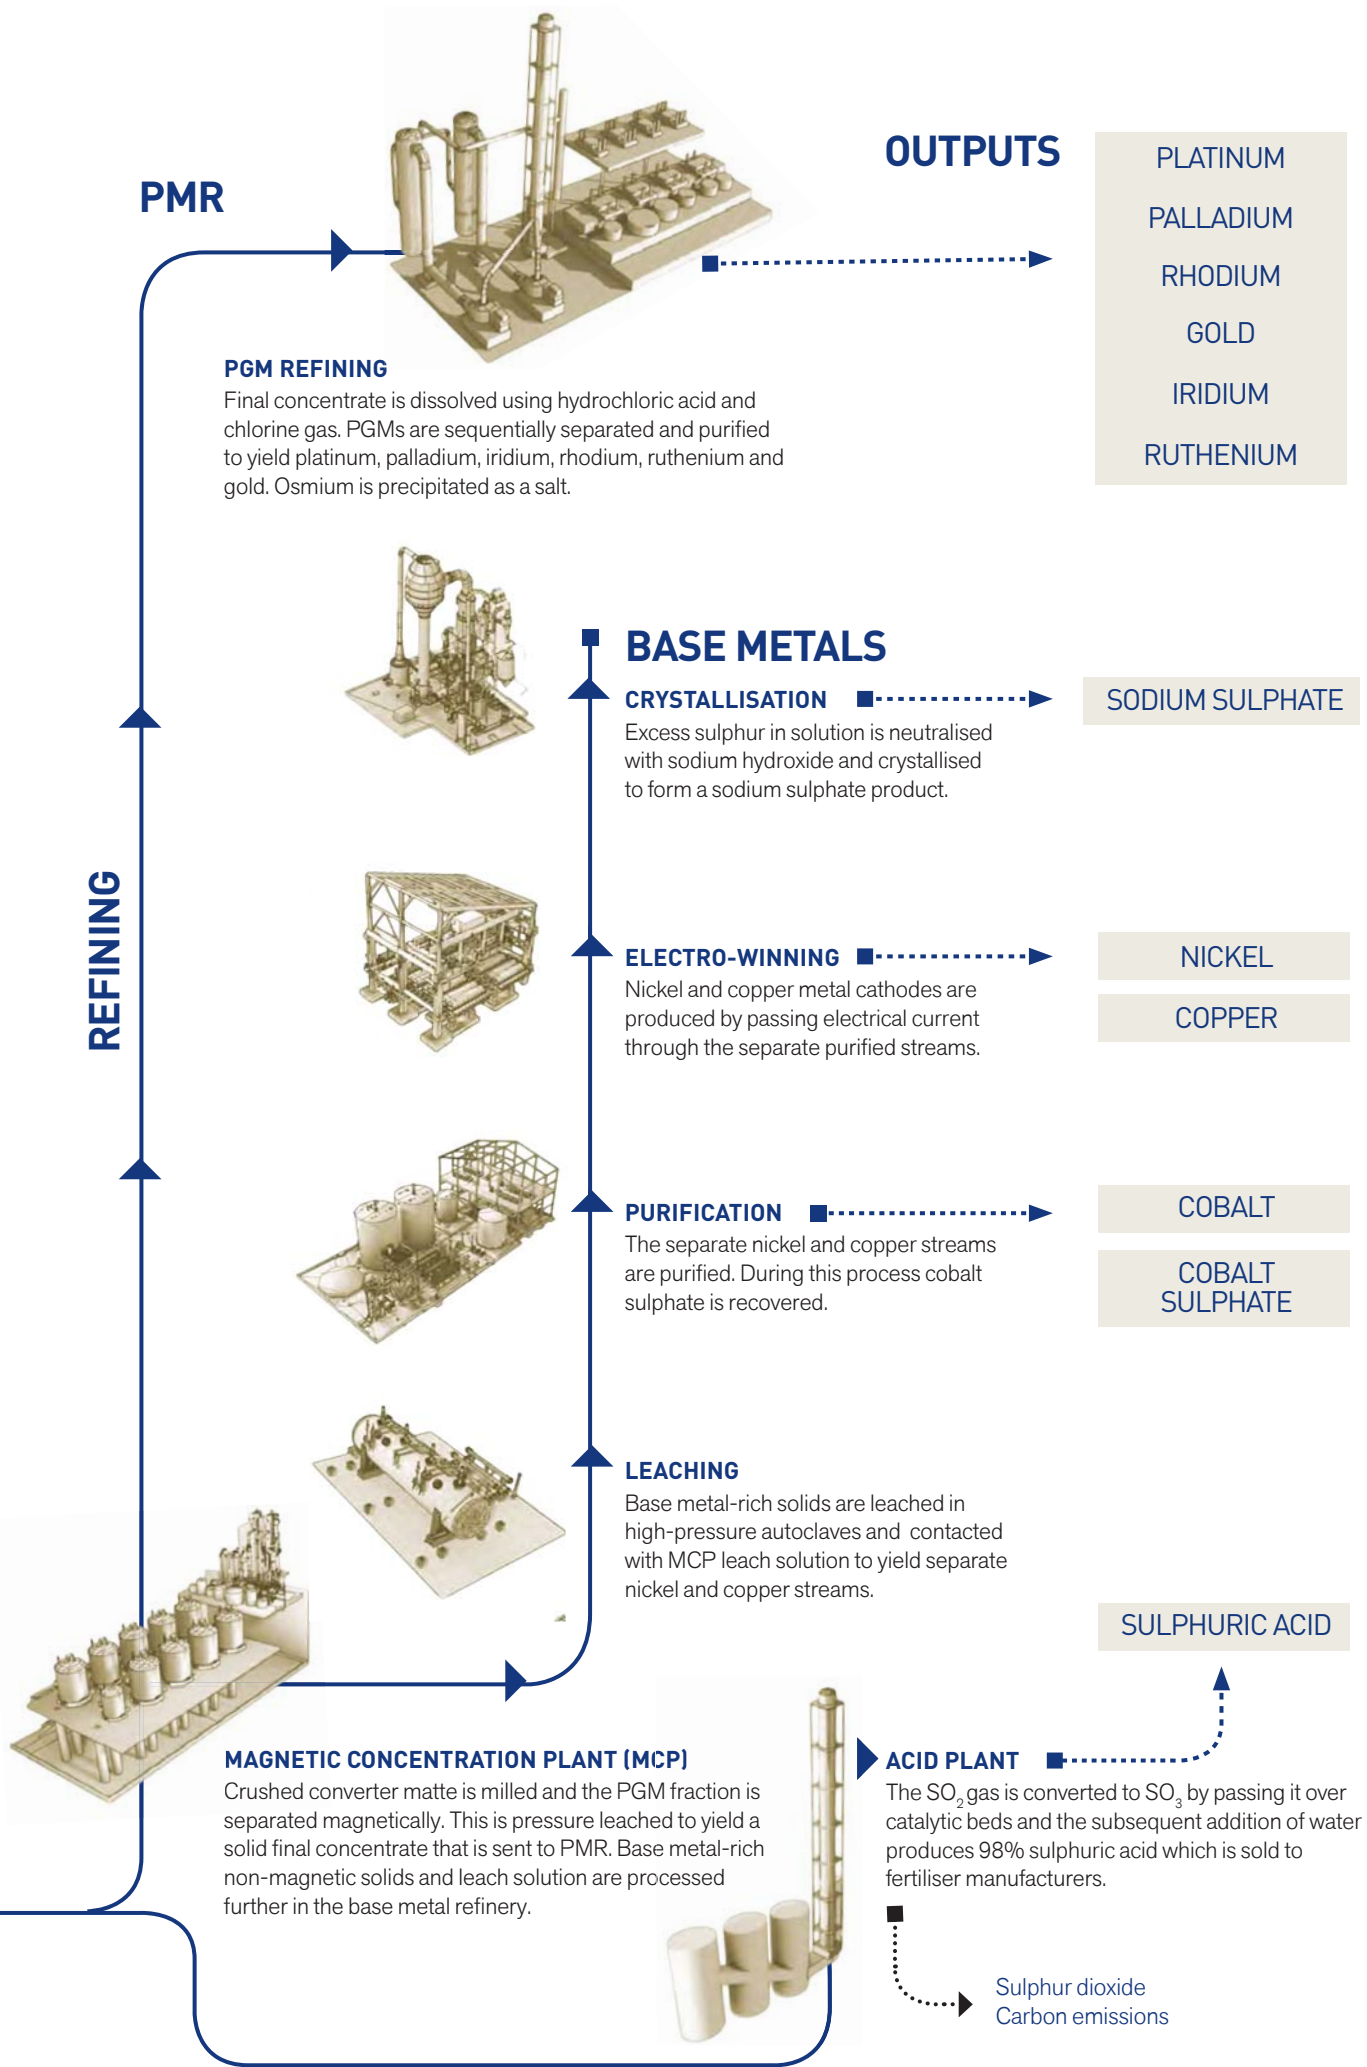 PMR
OUTPUTS
PLATINUM
PALLADIUM
RHODIUM
GOLD
IRIDIUM
RUTHENIUM
PGM REFINING
Final concentrate is dissolved using hydrochloric acid and
chlorine gas. PGMs are sequentially separated and purified
to yield platinum, palladium, iridium, rhodium, ruthenium and
gold. Osmium is precipitated as a salt.
REFINING
BASE METALS
CRYSTALLISATION
Excess sulphur in solution is neutralised
with sodium hydroxide and crystallised
to form a sodium sulphate product.
SODIUM SULPHATE
ELECTRO-WINNING
Nickel and copper metal cathodes are
produced by passing electrical current
through the separate purified streams.
NICKEL
COPPER
PURIFICATION
The separate nickel and copper streams
are purified. During this process cobalt
sulphate is recovered.
COBALT
COBALT
SULPHATE
LEACHING
Base metal-rich solids are leached in
high-pressure autoclaves and contacted
with MCP leach solution to yield separate
nickel and copper streams.
SULPHURIC ACID
MAGNETIC CONCENTRATION PLANT (MCP)
Crushed converter matte is milled and the PGM fraction is
separated magnetically. This is pressure leached to yield a
solid final concentrate that is sent to PMR. Base metal-rich
non-magnetic solids and leach solution are processed
further in the base metal refinery.
ACID PLANT
The SO₂ gas is converted to SO₃ by passing it over
catalytic beds and the subsequent addition of water
produces 98% sulphuric acid which is sold to
fertiliser manufacturers.
Sulphur dioxide
Carbon emissions